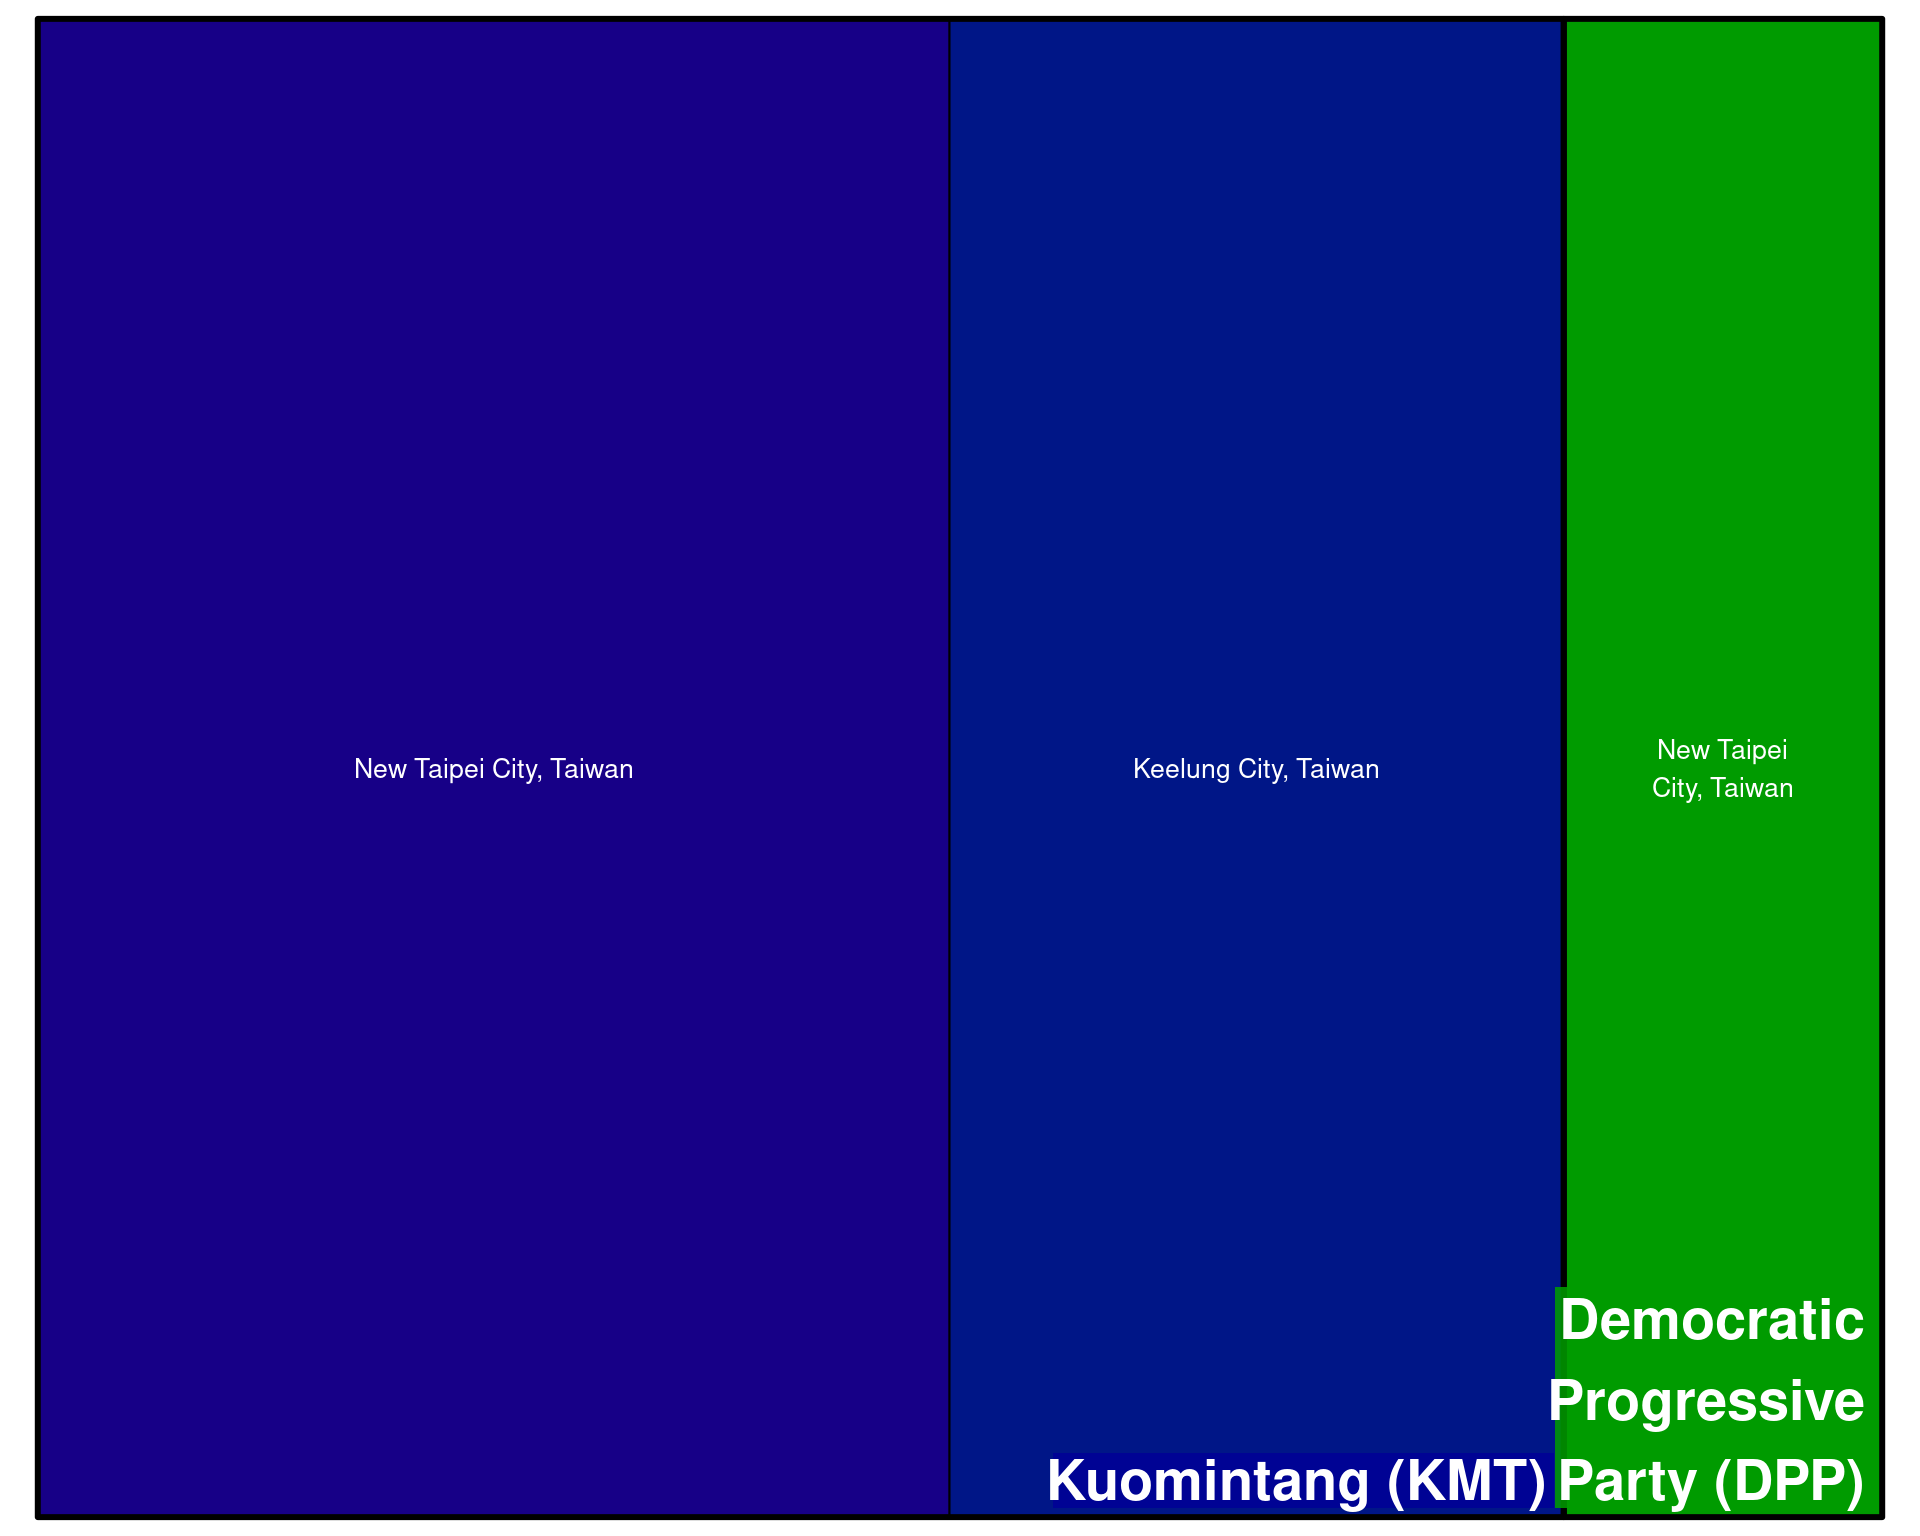 New Taipei City, Taiwan
Keelung City, Taiwan
New Taipei
City, Taiwan
Kuomintang (KMT)
Democratic
Progressive
Party (DPP)